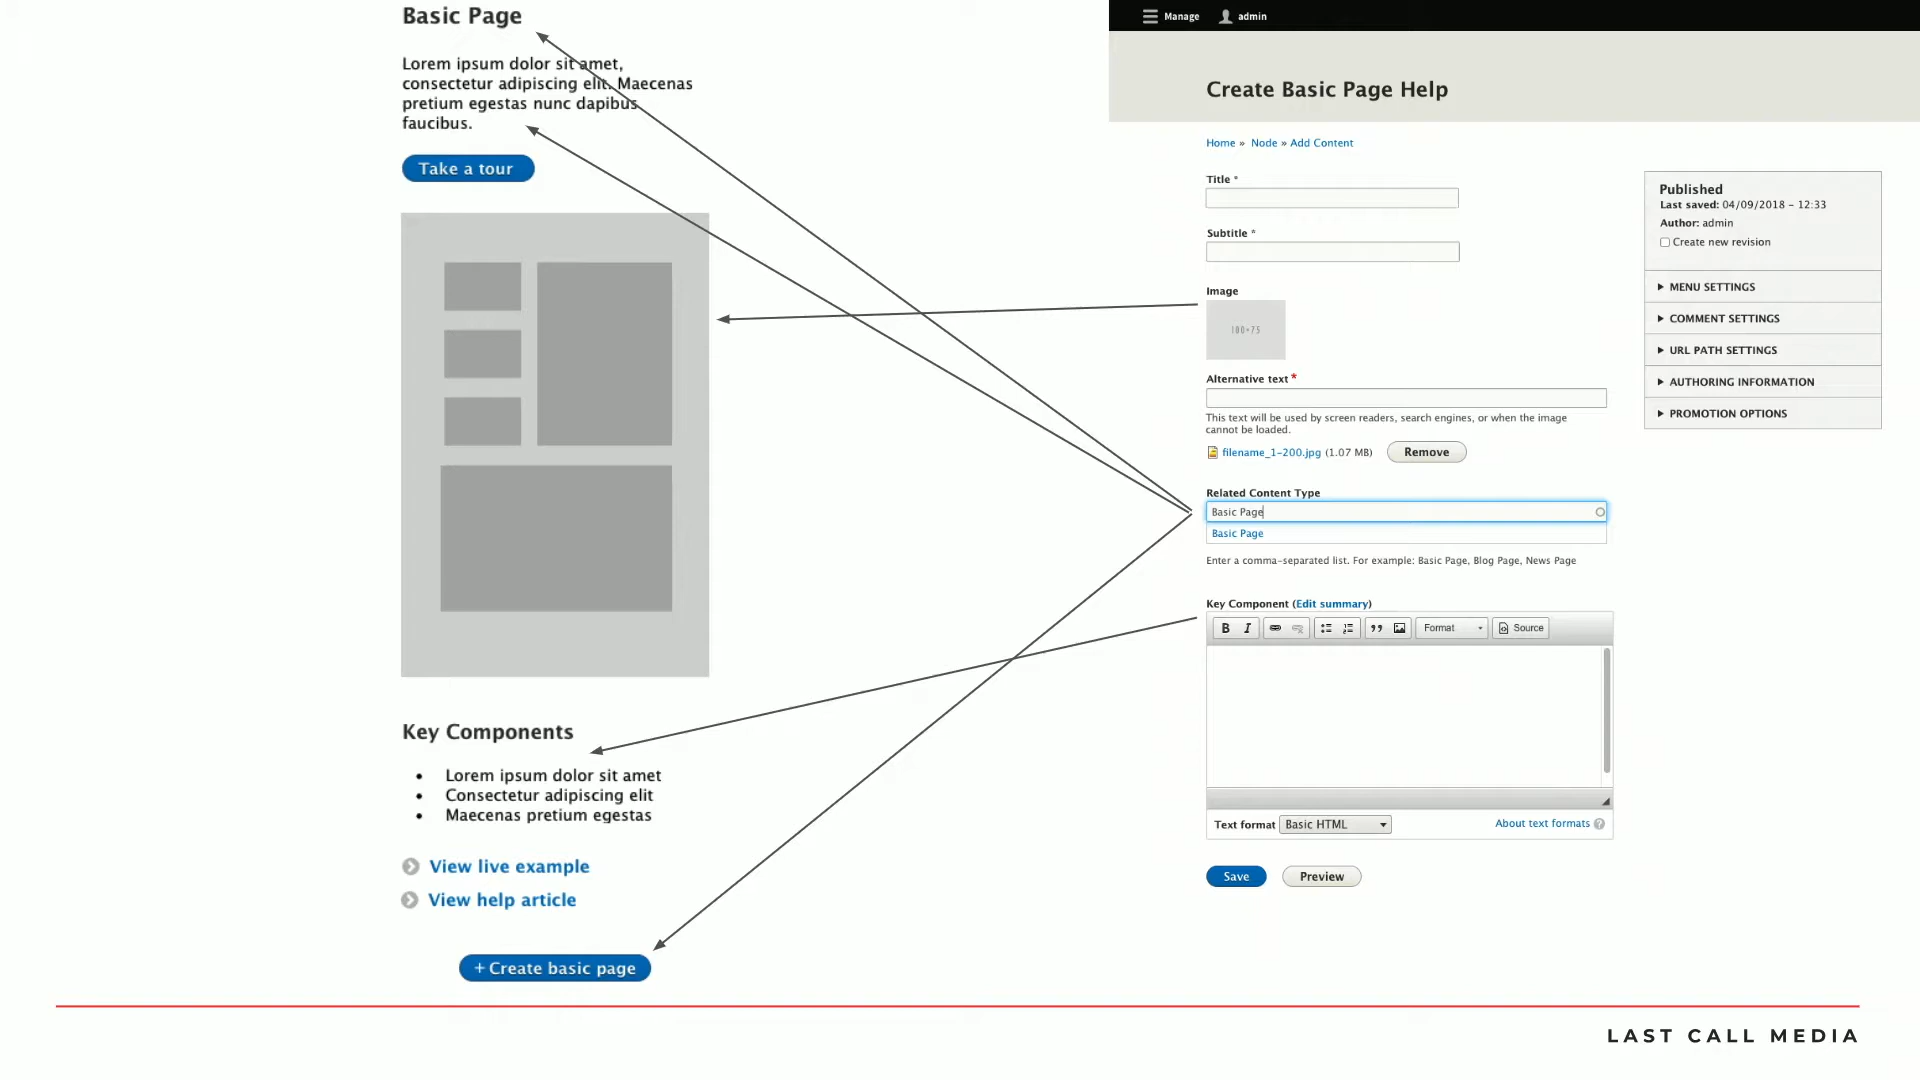 Basic Page
Lorem ipsum dolor sit amet,
consectetur adipiscing elit. Maecenas
pretium egestas nunc dapibus
faucibus.
Take a tour
Key Components
• Lorem ipsum dolor sit amet
• Consectetur adipiscing elit
• Maecenas pretium egestas
View live example
View help article
+ Create basic page
Manage admin
Create Basic Page Help
Home » Node » Add Content
Title *
Subtitle *
Image
100×75
Alternative text *
This text will be used by screen readers, search engines, or when the image
cannot be loaded.
filename_1-200.jpg (1.07 MB) Remove
Related Content Type
Basic Page
Basic Page
Enter a comma-separated list. For example: Basic Page, Blog Page, News Page
Key Component (Edit summary)
B I Format Source
Text format Basic HTML About text formats ?
Save Preview
Published
Last saved: 04/09/2018 - 12:33
Author: admin
Create new revision
MENU SETTINGS
COMMENT SETTINGS
URL PATH SETTINGS
AUTHORING INFORMATION
PROMOTION OPTIONS
LAST CALL MEDIA